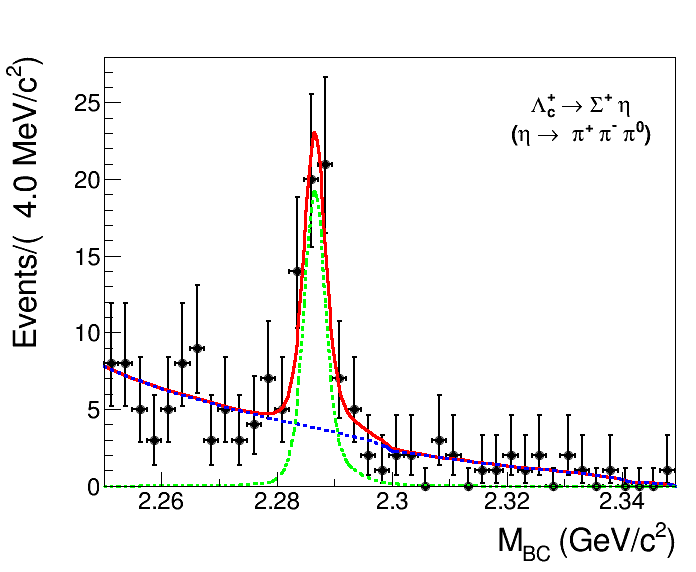 Λc+ → Σ+ η
(η → π+ π- π0)
Events/( 4.0 MeV/c2)
25
20
15
10
5
0
2.26 2.28 2.3 2.32 2.34
MBC (GeV/c2)